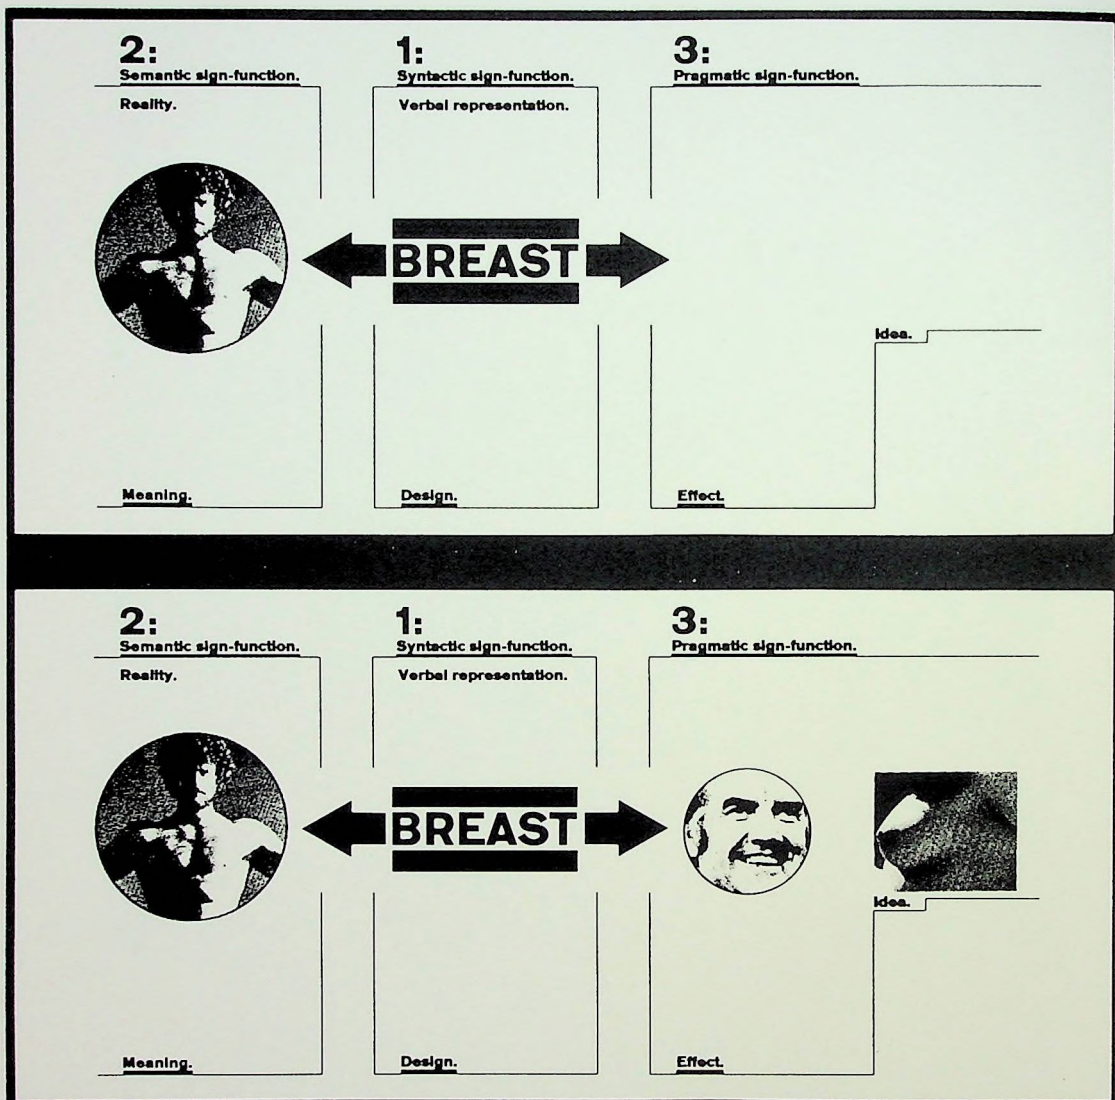 2:
Semantic sign-function.
Reality.
Meaning.
1:
Syntactic sign-function.
Verbal representation.
BREAST
Design.
3:
Pragmatic sign-function.
Idea.
Effect.
2:
Semantic sign-function.
Reality.
Meaning.
1:
Syntactic sign-function.
Verbal representation.
BREAST
Design.
3:
Pragmatic sign-function.
Idea.
Effect.